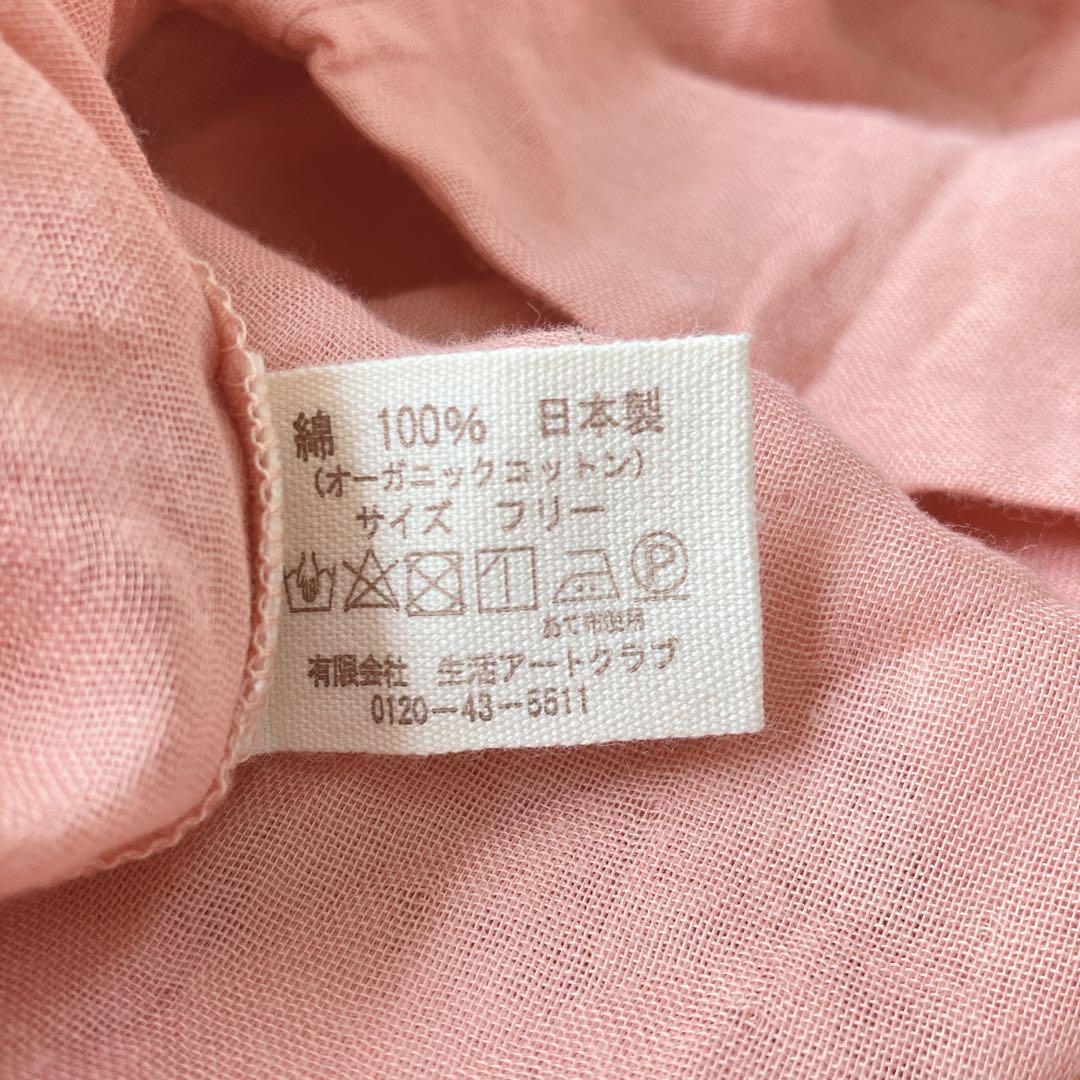 綿 100% 日本製
(オーガニックコットン)
サイズ フリー
P
あて布使用
有限会社 生活アートクラブ
0120-43-5511